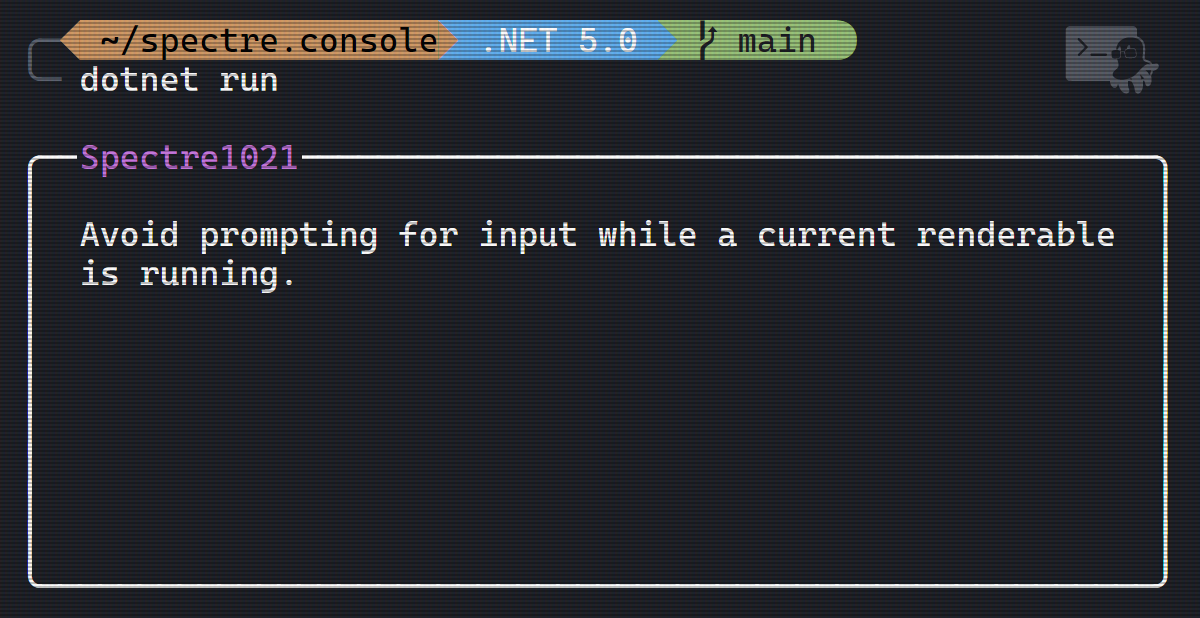 ~/spectre.console .NET 5.0 main
dotnet run
Spectre1021
Avoid prompting for input while a current renderable
is running.